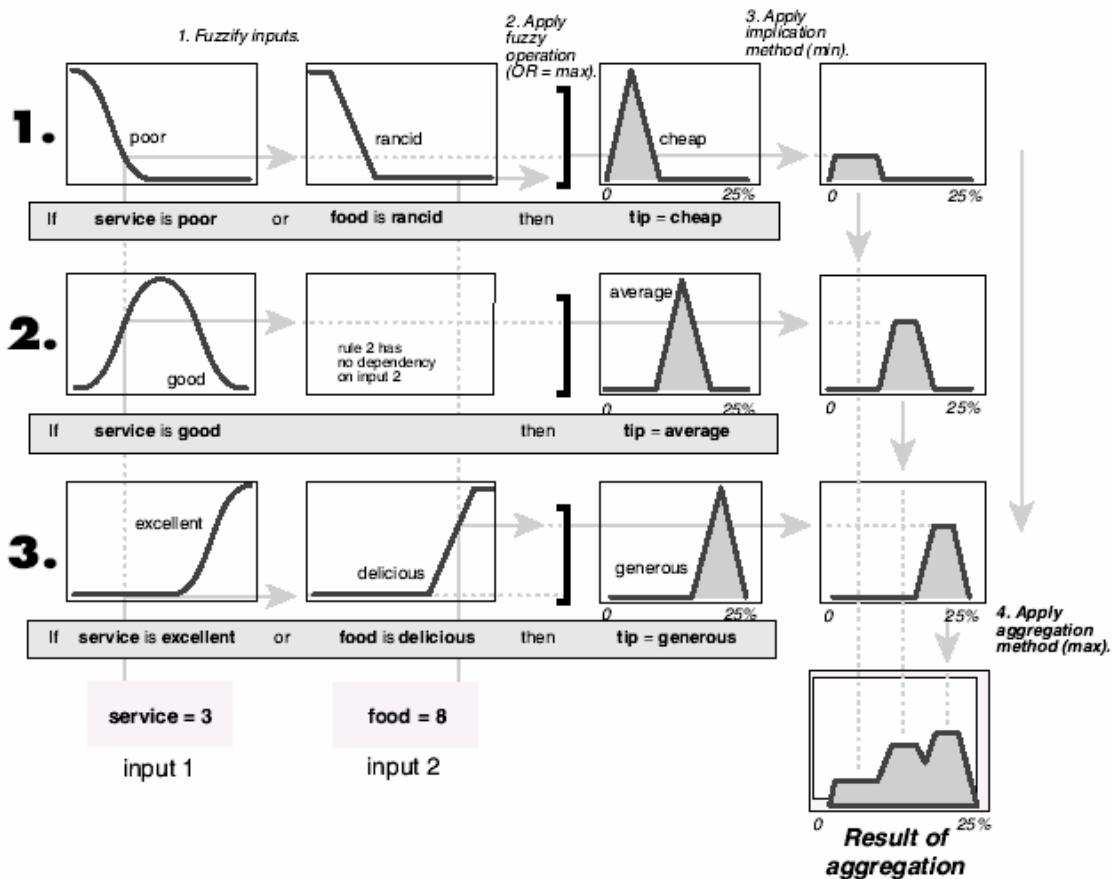 1. Fuzzify inputs.
2. Apply
fuzzy
operation
(OR = max).
3. Apply
implication
method (min).
1.
poor
rancid
cheap
0
25%
0
25%
If service is poor or food is rancid then tip = cheap
2.
good
rule 2 has
no dependency
on input 2
average
0
25%
0
25%
If service is good then tip = average
3.
excellent
delicious
generous
0
25%
0
25%
If service is excellent or food is delicious then tip = generous
4. Apply
aggregation
method (max).
service = 3
food = 8
input 1
input 2
0
25%
Result of
aggregation